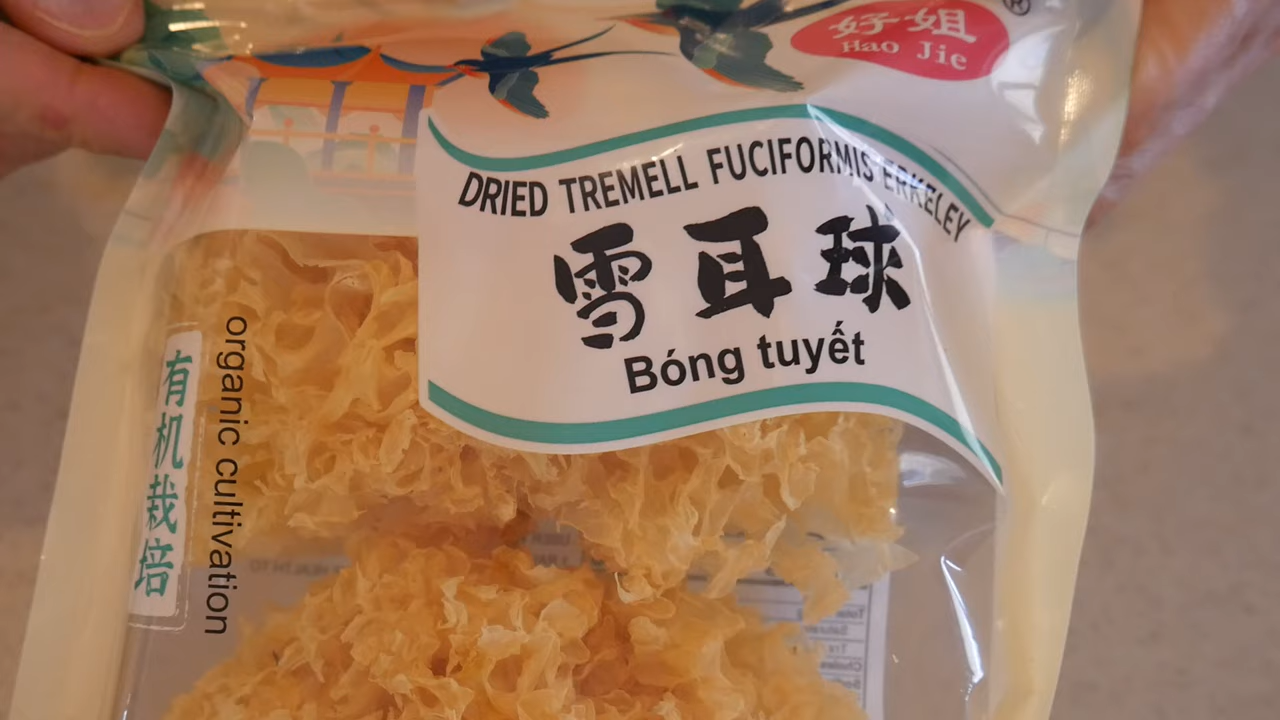 好姐®
Hao Jie
DRIED TREMELL FUCIFORMIS ERKELEY
雪耳球
Bóng tuyết
有机栽培
organic cultivation